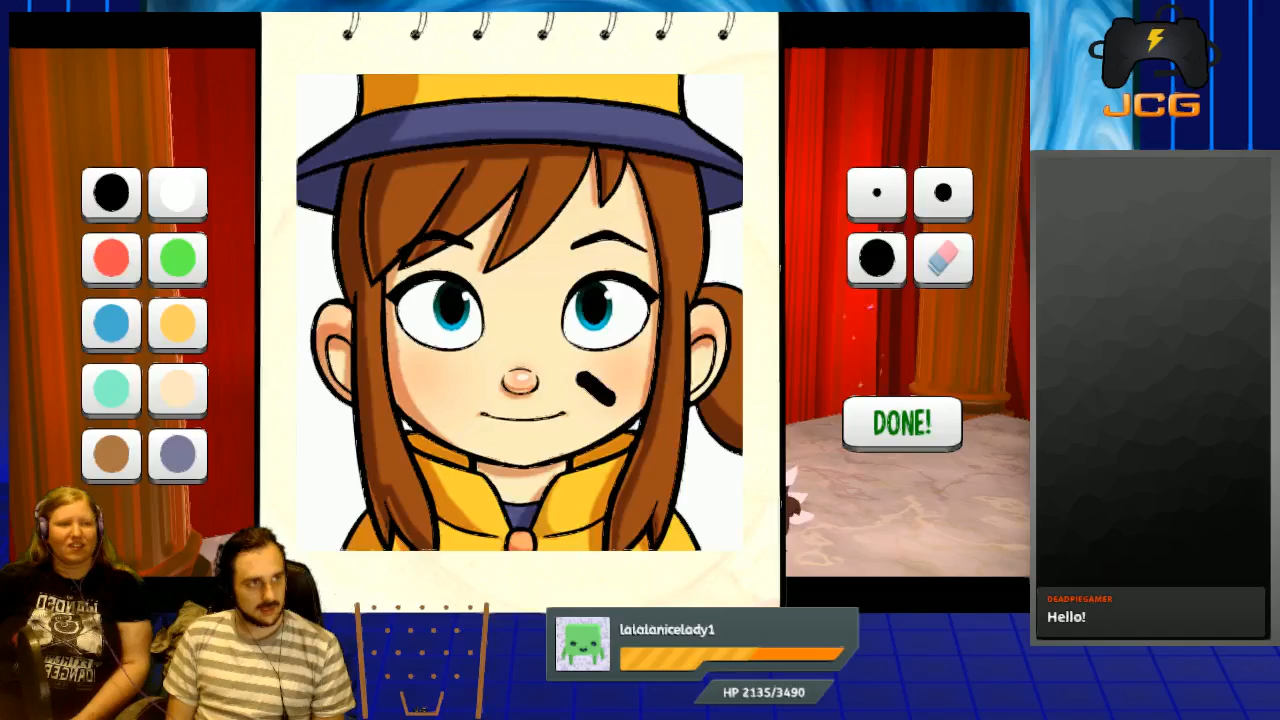 JCG
DONE!
DEADPIEGAMER
Hello!
lalalanicelady1
HP 2135/3490